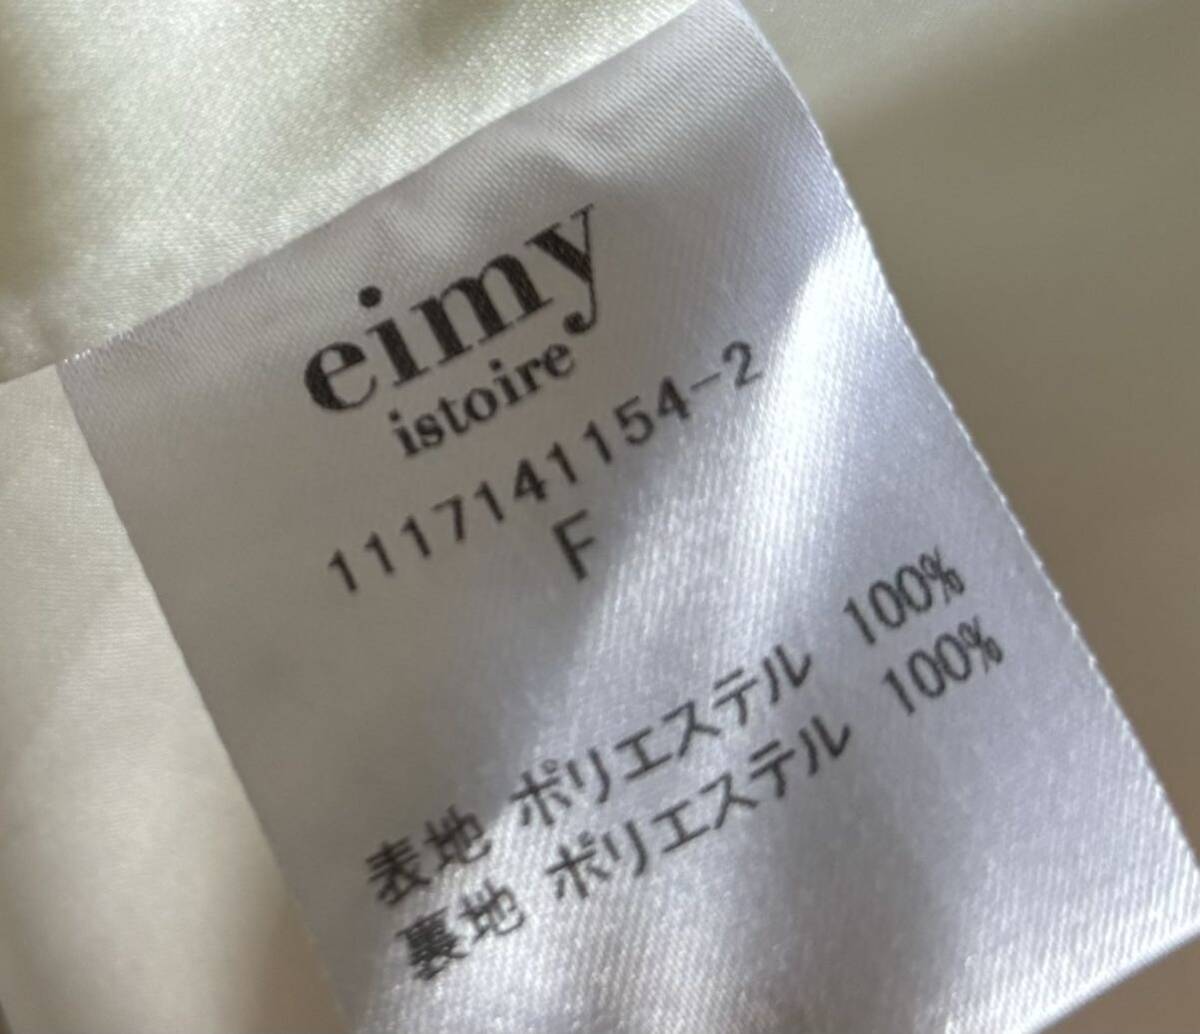 eimy
istoire
1117141154-2
F
表地 ポリエステル 100%
裏地 ポリエステル 100%